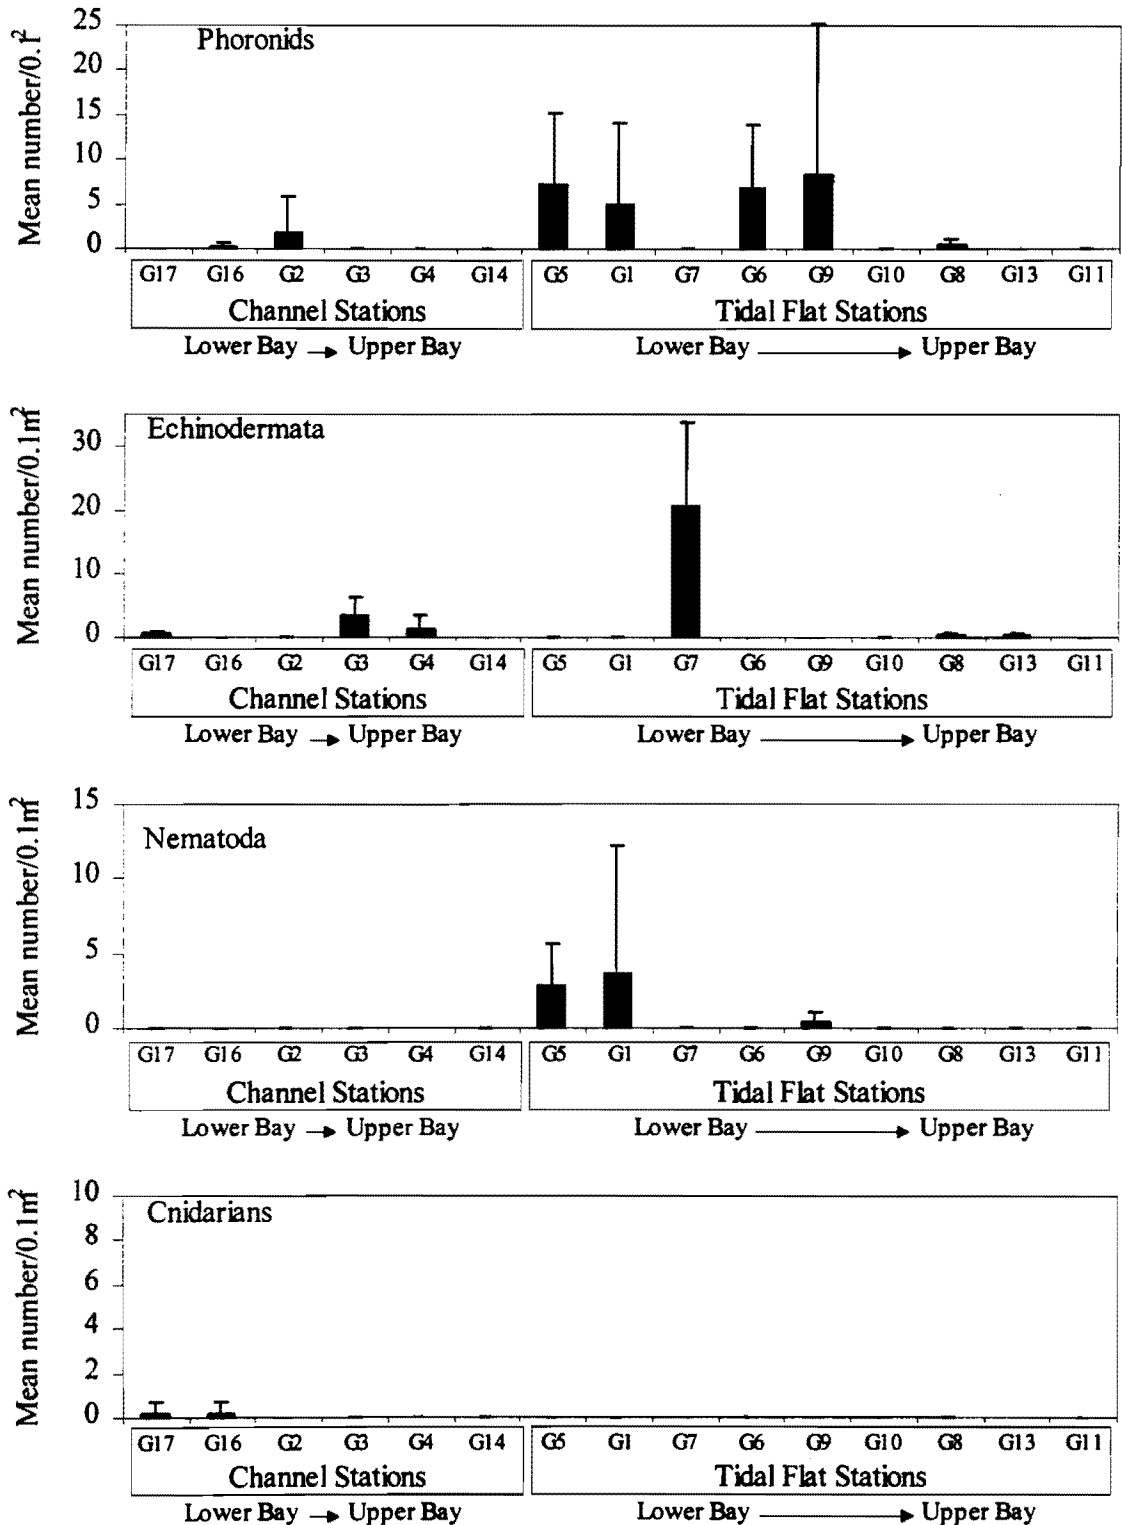 Mean number/0.1²
25
20
15
10
5
0
Phoronids
G17 G16 G2 G3 G4 G14 G5 G1 G7 G6 G9 G10 G8 G13 G11
Channel Stations Tidal Flat Stations
Lower Bay → Upper Bay Lower Bay → Upper Bay
Mean number/0.1m²
30
20
10
0
Echinodermata
G17 G16 G2 G3 G4 G14 G5 G1 G7 G6 G9 G10 G8 G13 G11
Channel Stations Tidal Flat Stations
Lower Bay → Upper Bay Lower Bay → Upper Bay
Mean number/0.1m²
15
10
5
0
Nematoda
G17 G16 G2 G3 G4 G14 G5 G1 G7 G6 G9 G10 G8 G13 G11
Channel Stations Tidal Flat Stations
Lower Bay → Upper Bay Lower Bay → Upper Bay
Mean number/0.1m²
10
8
6
4
2
0
Cnidarians
G17 G16 G2 G3 G4 G14 G5 G1 G7 G6 G9 G10 G8 G13 G11
Channel Stations Tidal Flat Stations
Lower Bay → Upper Bay Lower Bay → Upper Bay